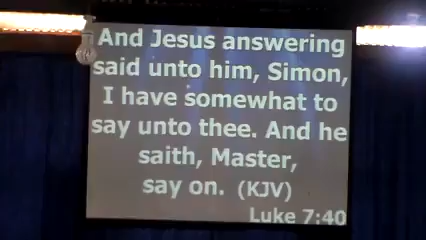 And Jesus answering
said unto him, Simon,
I have somewhat to
say unto thee. And he
saith, Master,
say on. (KJV)
Luke 7:40